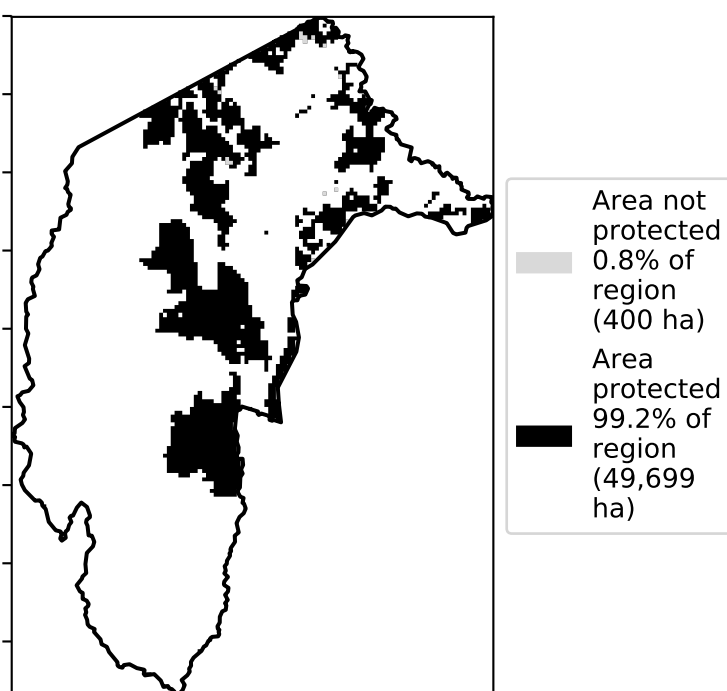 Area not
protected
0.8% of
region
(400 ha)
Area
protected
99.2% of
region
(49,699
ha)